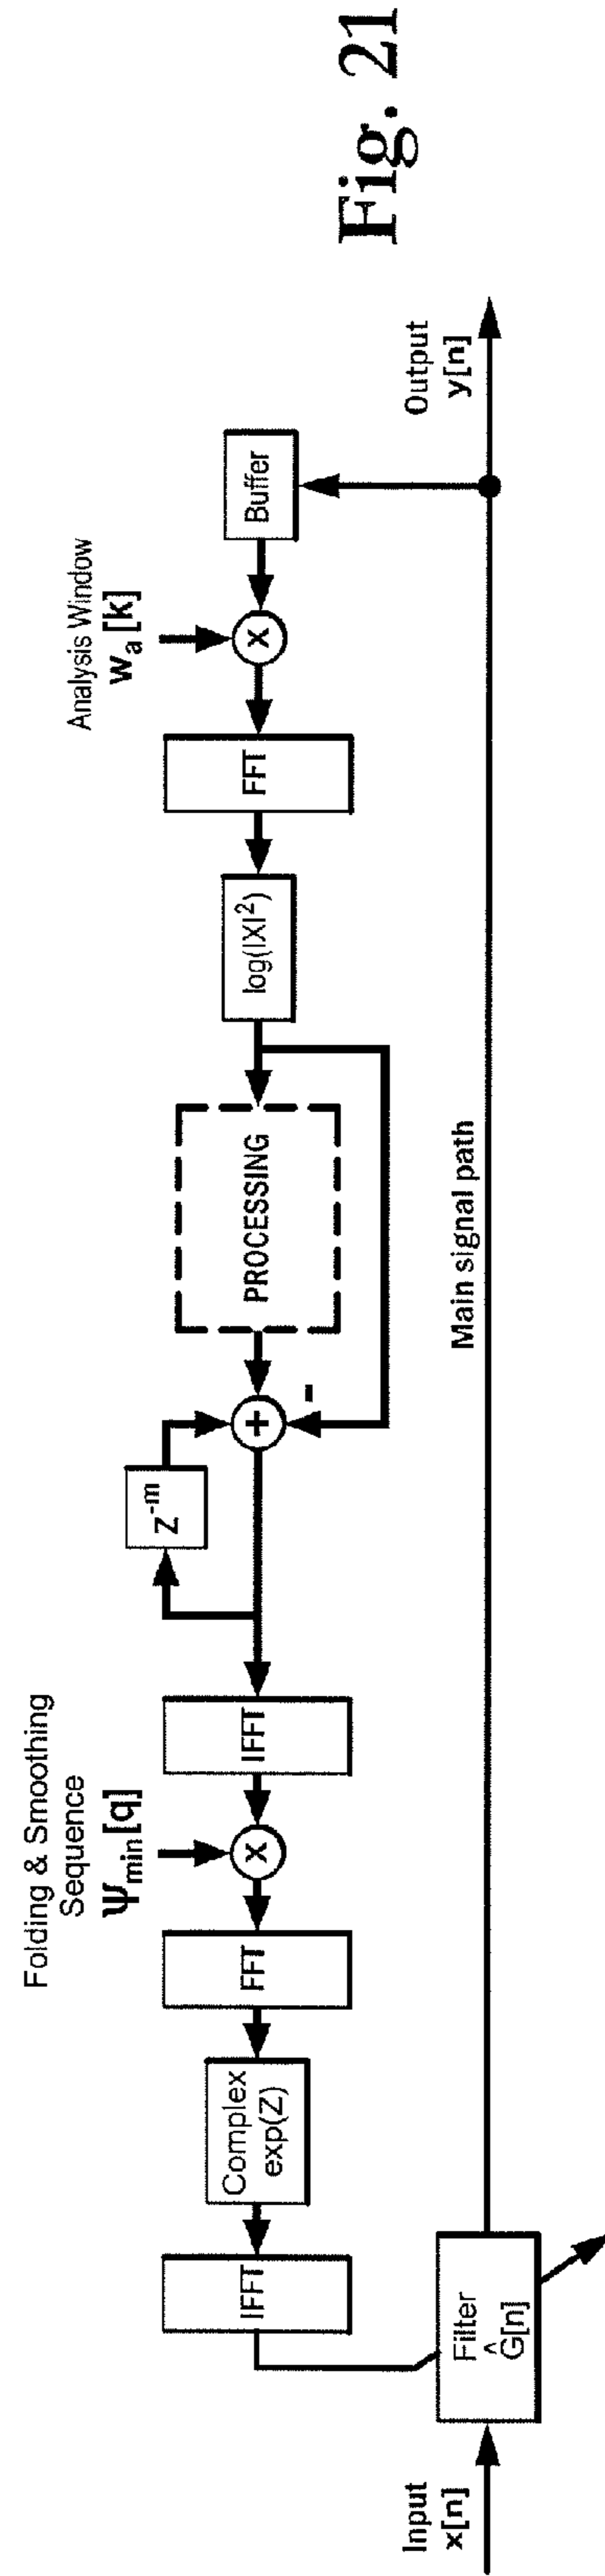 Folding & Smoothing
Sequence
Ψmin[q]
Analysis Window
wa[k]
z-m
IFFT
Complex
exp(Z)
FFT
x
IFFT
+
-
PROCESSING
log(|X|2)
FFT
x
Buffer
Input
x[n]
Filter
^
G[n]
Main signal path
Output
y[n]
Fig. 21